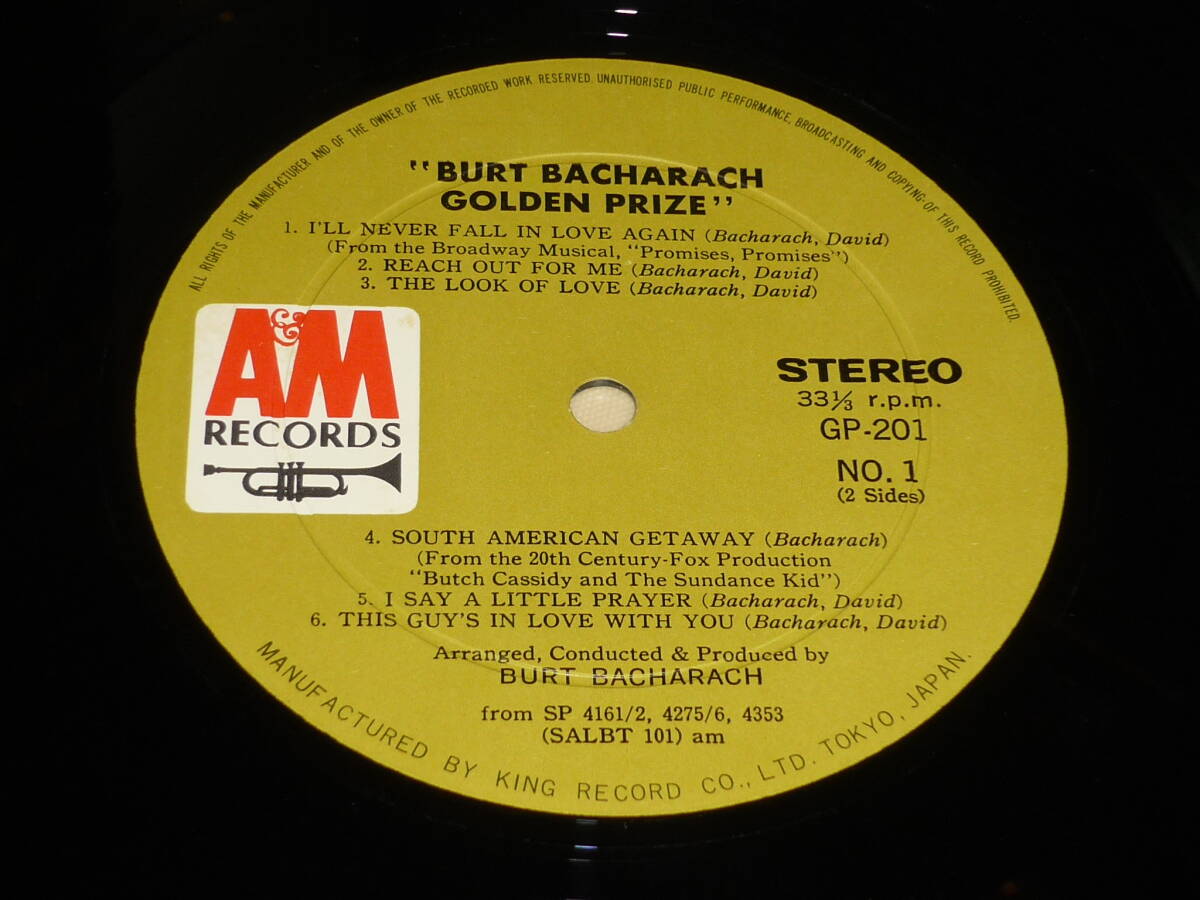 ALL RIGHTS OF THE MANUFACTURER AND OF THE OWNER OF THE RECORDED WORK RESERVED. UNAUTHORISED PUBLIC PERFORMANCE, BROADCASTING AND COPYING OF THIS RECORD PROHIBITED.
"BURT BACHARACH
GOLDEN PRIZE"
1. I'LL NEVER FALL IN LOVE AGAIN (Bacharach, David)
(From the Broadway Musical, "Promises, Promises")
2. REACH OUT FOR ME (Bacharach, David)
3. THE LOOK OF LOVE (Bacharach, David)
A&M
RECORDS
STEREO
33⅓ r.p.m.
GP-201
NO. 1
(2 Sides)
4. SOUTH AMERICAN GETAWAY (Bacharach)
(From the 20th Century-Fox Production
"Butch Cassidy and The Sundance Kid")
5. I SAY A LITTLE PRAYER (Bacharach, David)
6. THIS GUY'S IN LOVE WITH YOU (Bacharach, David)
Arranged, Conducted & Produced by
BURT BACHARACH
from SP 4161/2, 4275/6, 4353
(SALBT 101) am
MANUFACTURED BY KING RECORD CO., LTD. TOKYO, JAPAN.